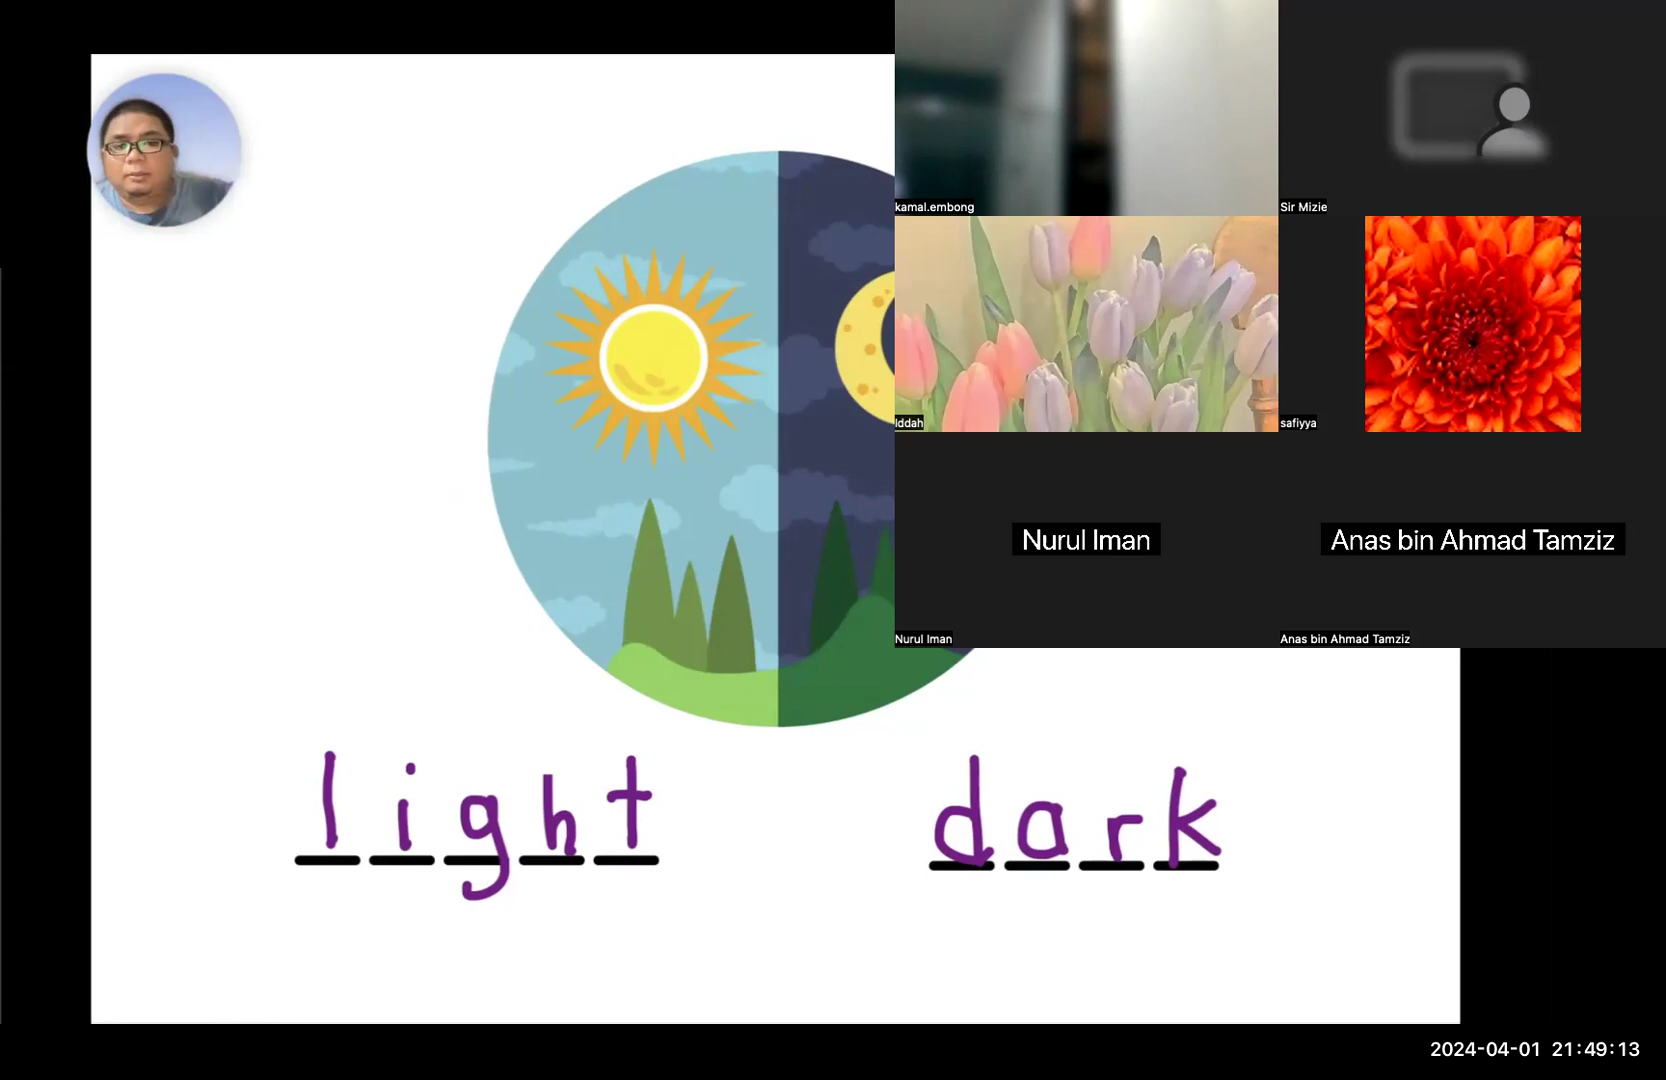 kamal.embong
Sir Mizie
Iddah
safiyya
Nurul Iman
Anas bin Ahmad Tamziz
Nurul Iman
Anas bin Ahmad Tamziz
light dark
2024-04-01 21:49:13